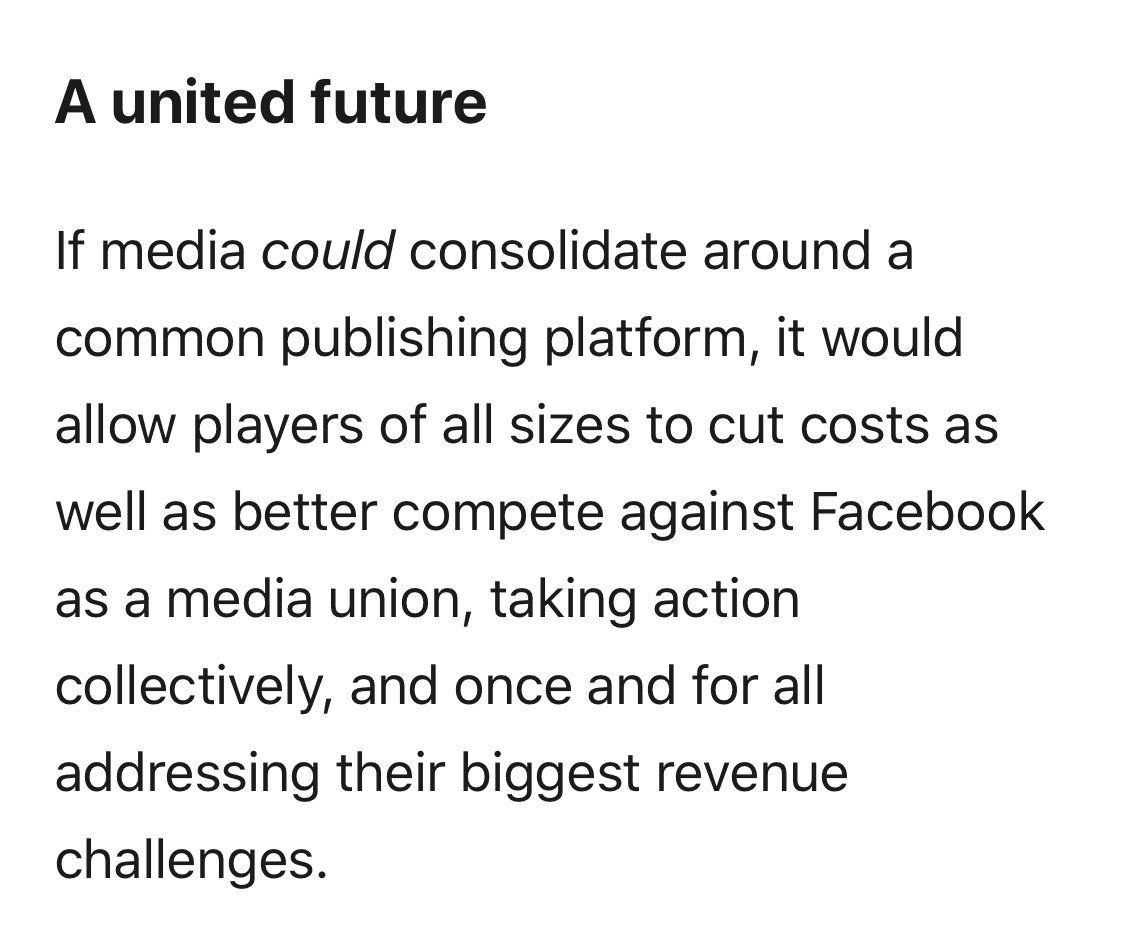 A united future
If media could consolidate around a
common publishing platform, it would
allow players of all sizes to cut costs as
well as better compete against Facebook
as a media union, taking action
collectively, and once and for all
addressing their biggest revenue
challenges.